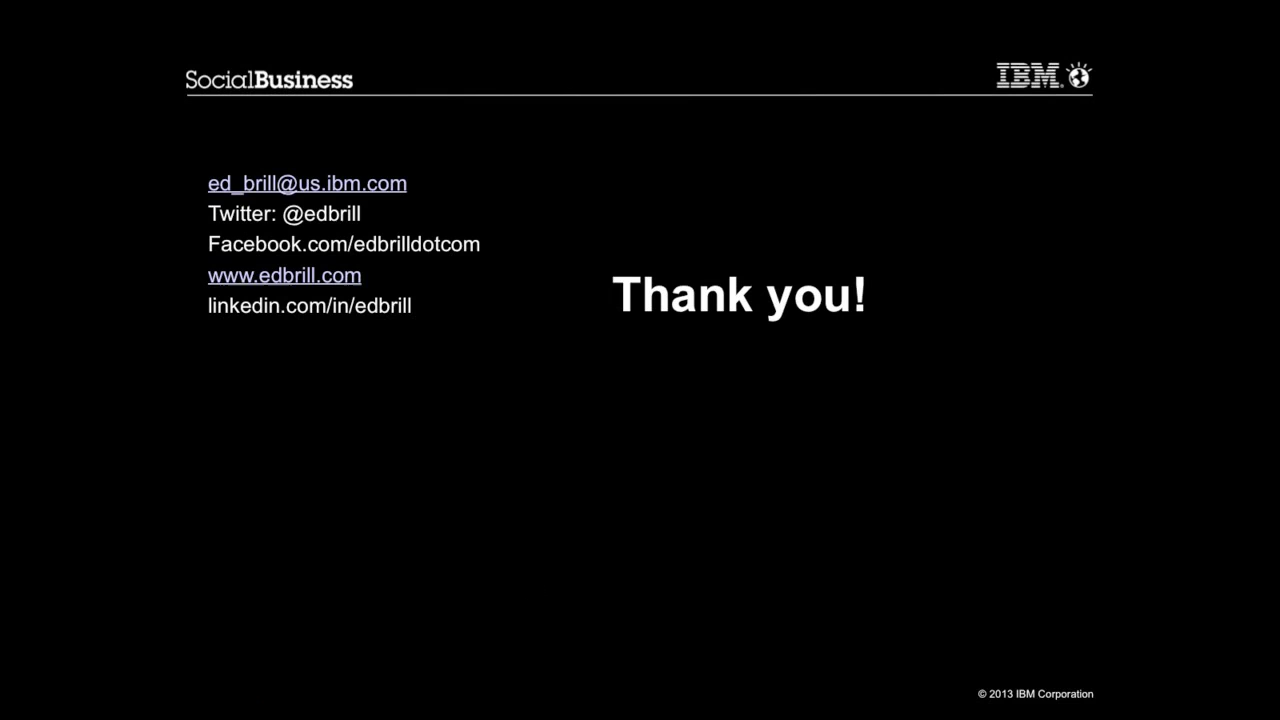 SocialBusiness
IBM®
ed_brill@us.ibm.com
Twitter: @edbrill
Facebook.com/edbrilldotcom
www.edbrill.com
linkedin.com/in/edbrill
Thank you!
© 2013 IBM Corporation